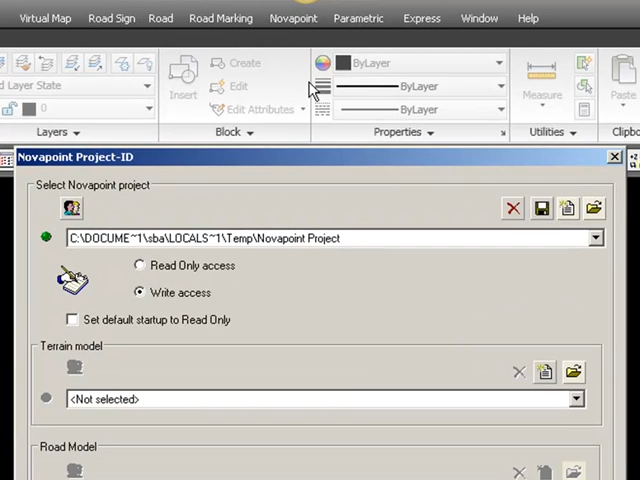 Virtual Map Road Sign Road Road Marking Novapoint Parametric Express Window Help
Layer State
0
Layers
Insert
Create
Edit
Edit Attributes
Block
ByLayer
ByLayer
ByLayer
Properties
Measure
Utilities
Paste
Clipbo
Novapoint Project-ID
Select Novapoint project
C:\DOCUME~1\sba\LOCALS~1\Temp\Novapoint Project
Read Only access
Write access
Set default startup to Read Only
Terrain model
<Not selected>
Road Model